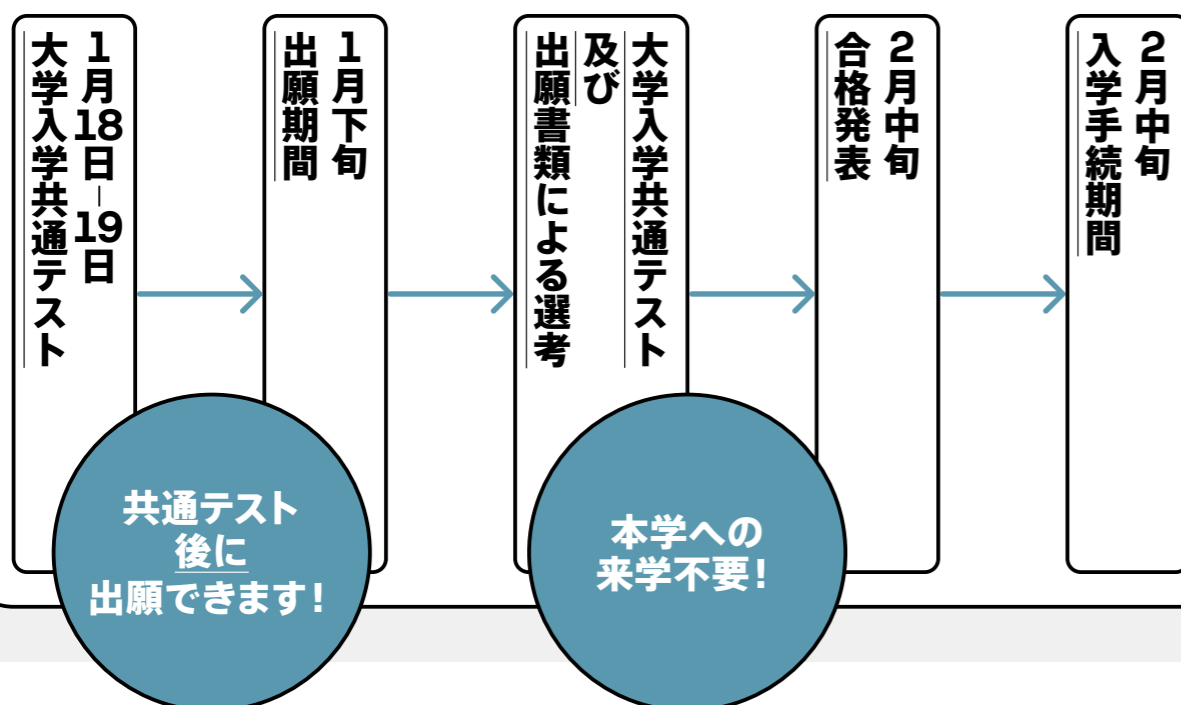 1月18日–19日
大学入学共通テスト
1月下旬
出願期間
大学入学共通テスト
及び
出願書類による選考
2月中旬
合格発表
2月中旬
入学手続期間
共通テスト
後に
出願できます!
本学への
来学不要!